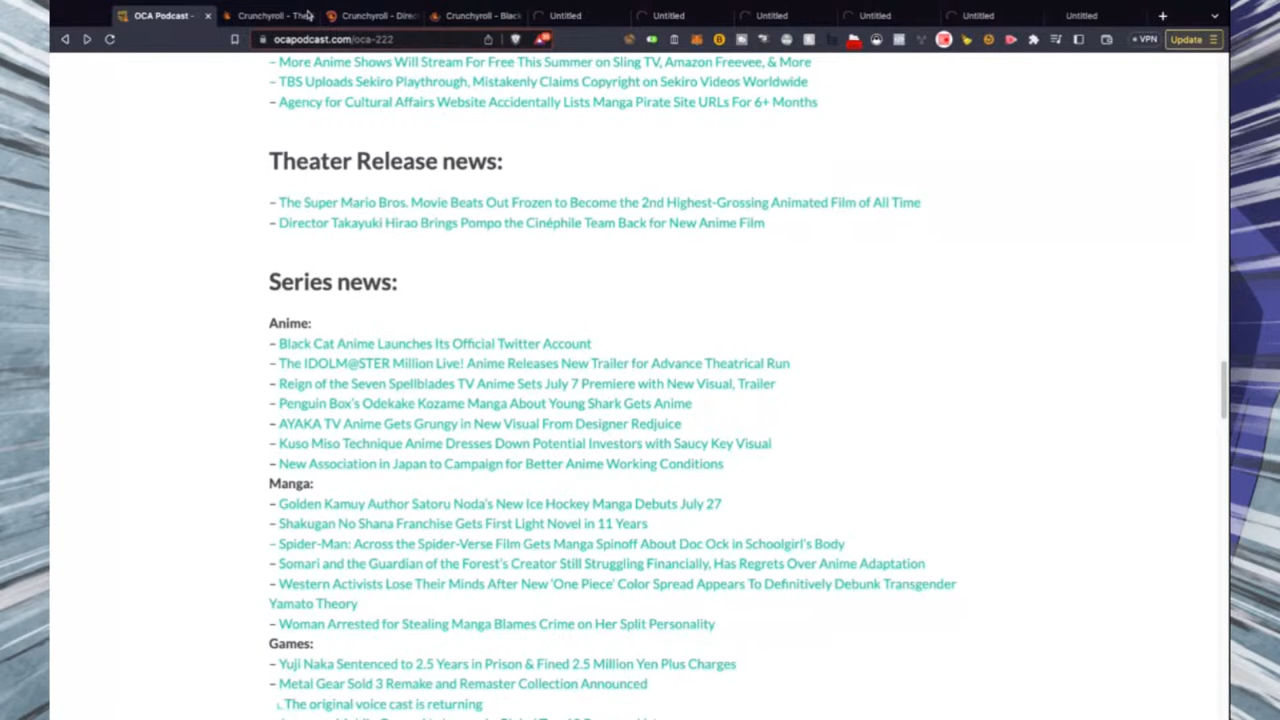 OCA Podcast -
Crunchyroll - The
Crunchyroll - Direc
Crunchyroll - Black
Untitled
Untitled
Untitled
Untitled
Untitled
Untitled
ocapodcast.com/oca-222
VPN
Update
– More Anime Shows Will Stream For Free This Summer on Sling TV, Amazon Freevee, & More
– TBS Uploads Sekiro Playthrough, Mistakenly Claims Copyright on Sekiro Videos Worldwide
– Agency for Cultural Affairs Website Accidentally Lists Manga Pirate Site URLs For 6+ Months
Theater Release news:
– The Super Mario Bros. Movie Beats Out Frozen to Become the 2nd Highest-Grossing Animated Film of All Time
– Director Takayuki Hirao Brings Pompo the Cinéphile Team Back for New Anime Film
Series news:
Anime:
– Black Cat Anime Launches Its Official Twitter Account
– The IDOLM@STER Million Live! Anime Releases New Trailer for Advance Theatrical Run
– Reign of the Seven Spellblades TV Anime Sets July 7 Premiere with New Visual, Trailer
– Penguin Box's Odekake Kozame Manga About Young Shark Gets Anime
– AYAKA TV Anime Gets Grungy in New Visual From Designer Redjuice
– Kuso Miso Technique Anime Dresses Down Potential Investors with Saucy Key Visual
– New Association in Japan to Campaign for Better Anime Working Conditions
Manga:
– Golden Kamuy Author Satoru Noda's New Ice Hockey Manga Debuts July 27
– Shakugan No Shana Franchise Gets First Light Novel in 11 Years
– Spider-Man: Across the Spider-Verse Film Gets Manga Spinoff About Doc Ock in Schoolgirl's Body
– Somari and the Guardian of the Forest's Creator Still Struggling Financially, Has Regrets Over Anime Adaptation
– Western Activists Lose Their Minds After New 'One Piece' Color Spread Appears To Definitively Debunk Transgender
Yamato Theory
– Woman Arrested for Stealing Manga Blames Crime on Her Split Personality
Games:
– Yuji Naka Sentenced to 2.5 Years in Prison & Fined 2.5 Million Yen Plus Charges
– Metal Gear Sold 3 Remake and Remaster Collection Announced
The original voice cast is returning